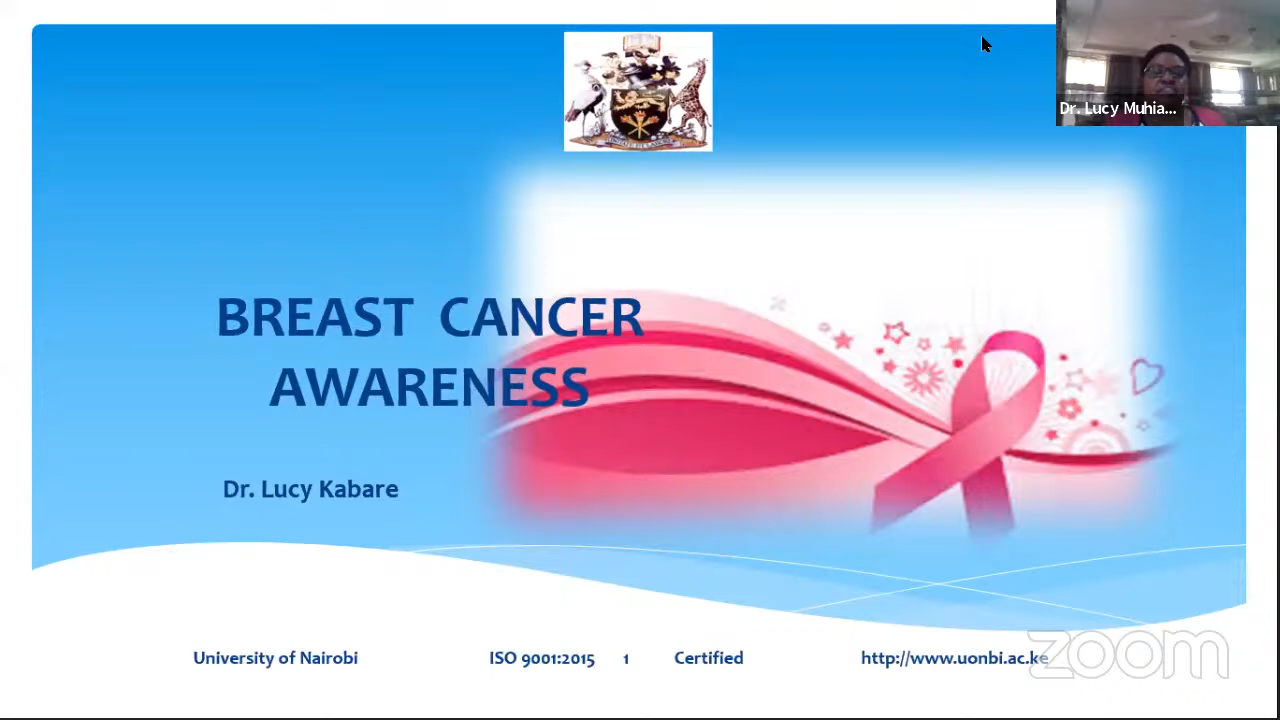 Dr. Lucy Muhia...
BREAST CANCER
AWARENESS
Dr. Lucy Kabare
University of Nairobi ISO 9001:2015 1 Certified http://www.uonbi.ac.ke
zoom